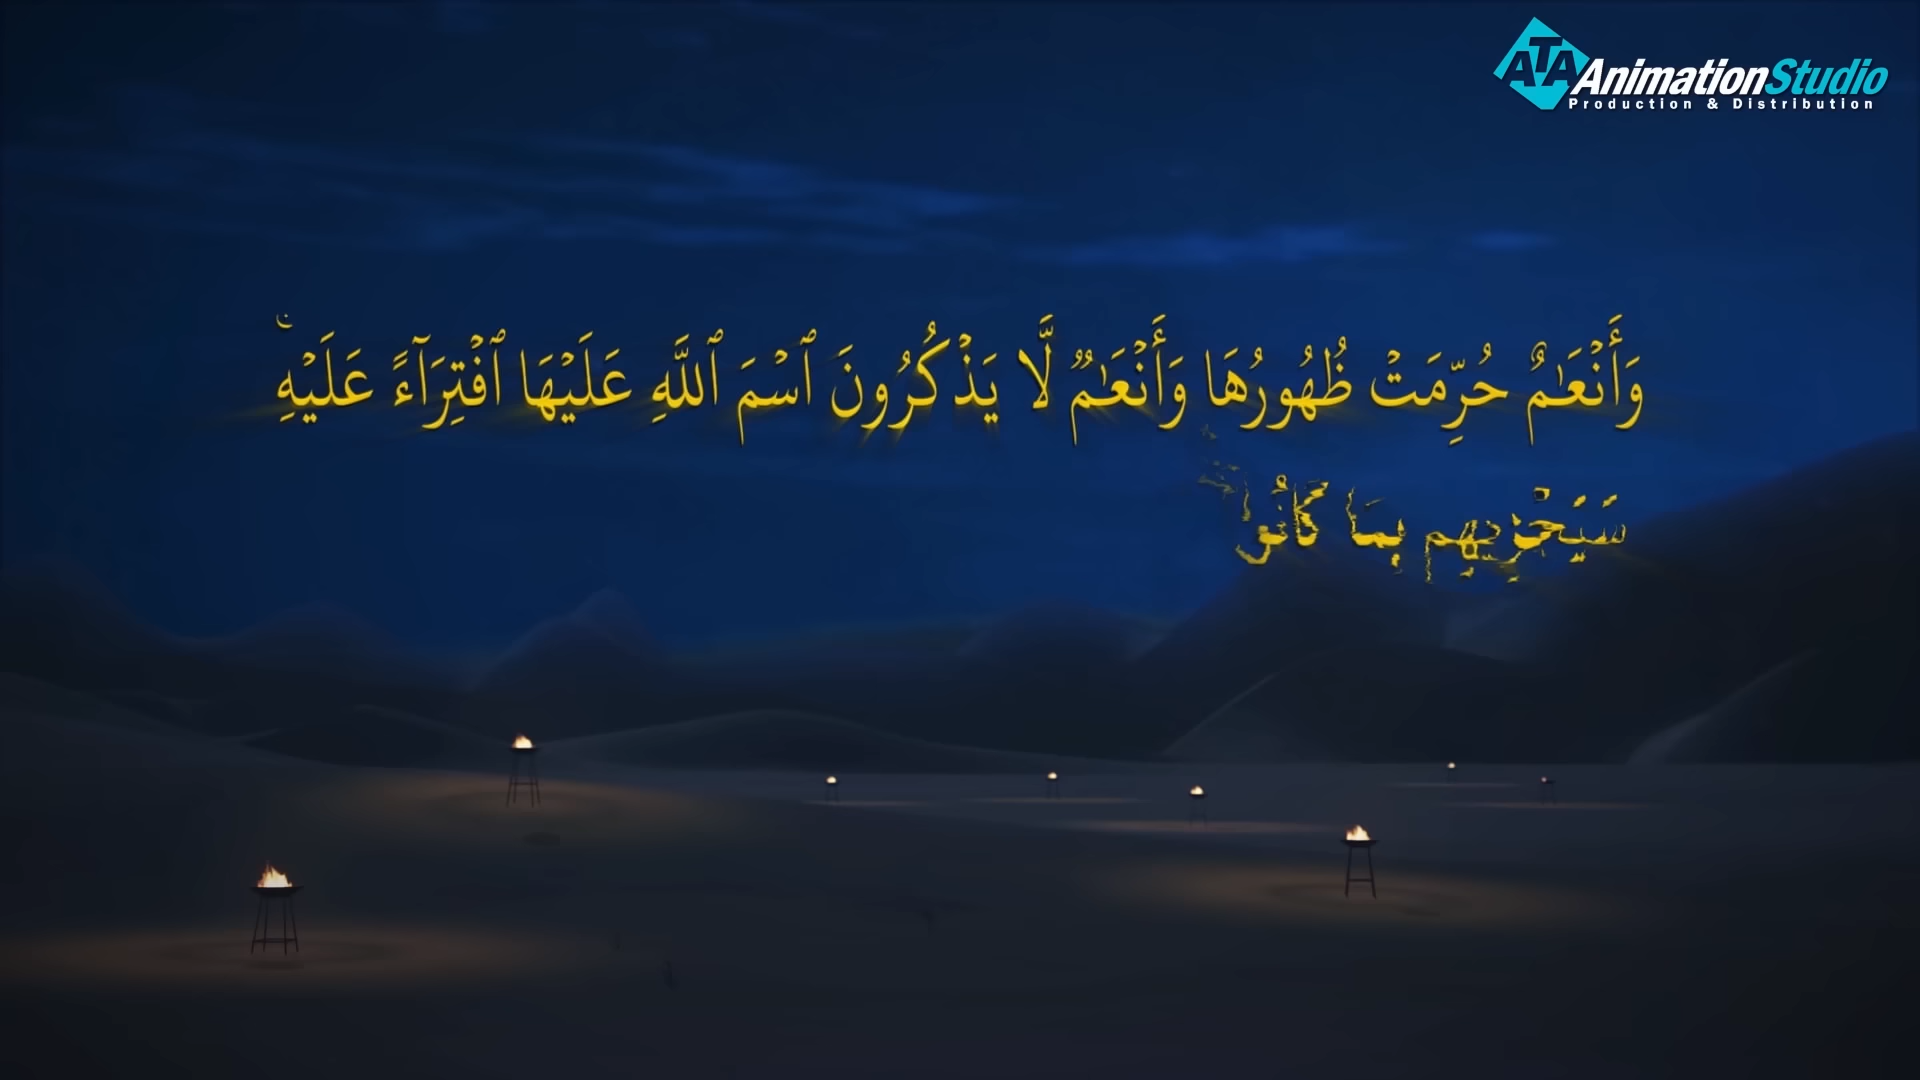 ATA AnimationStudio
Production & Distribution
وَأَنْعَـٰمٌ حُرِّمَتْ ظُهُورُهَا وَأَنْعَـٰمٌ لَّا يَذْكُرُونَ ٱسْمَ ٱللَّهِ عَلَيْهَا ٱفْتِرَآءً عَلَيْهِ ۚ
سَيَجْزِيهِم بِمَا كَانُوا۟